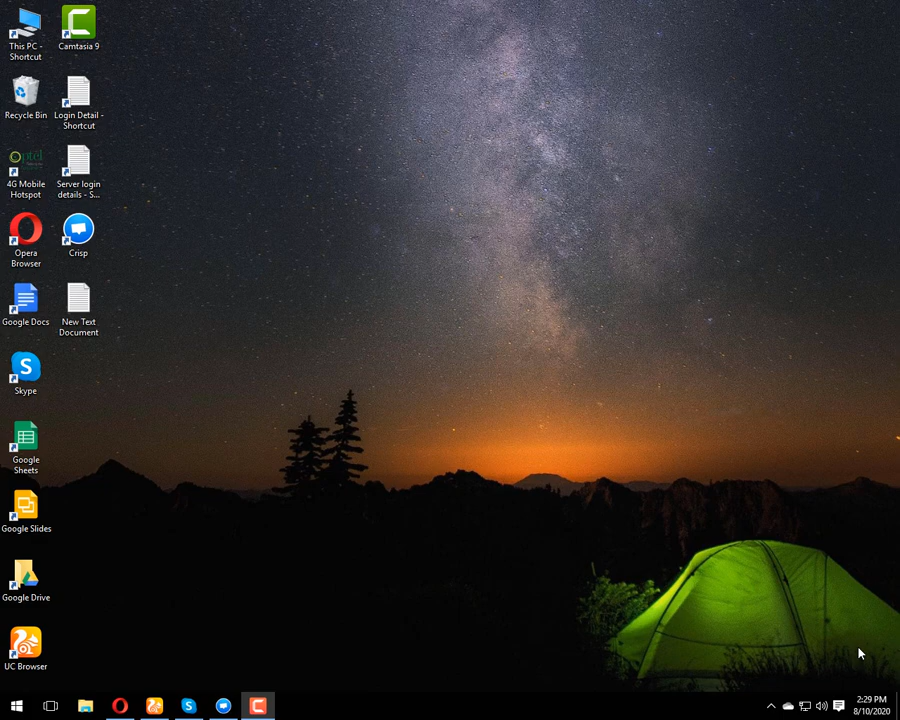 This PC -
Shortcut
Camtasia 9
Recycle Bin
Login Detail -
Shortcut
optel
4G Mobile
Hotspot
Server login
details - S...
Opera
Browser
Crisp
Google Docs
New Text
Document
Skype
Google
Sheets
Google Slides
Google Drive
UC Browser
2:29 PM
8/10/2020